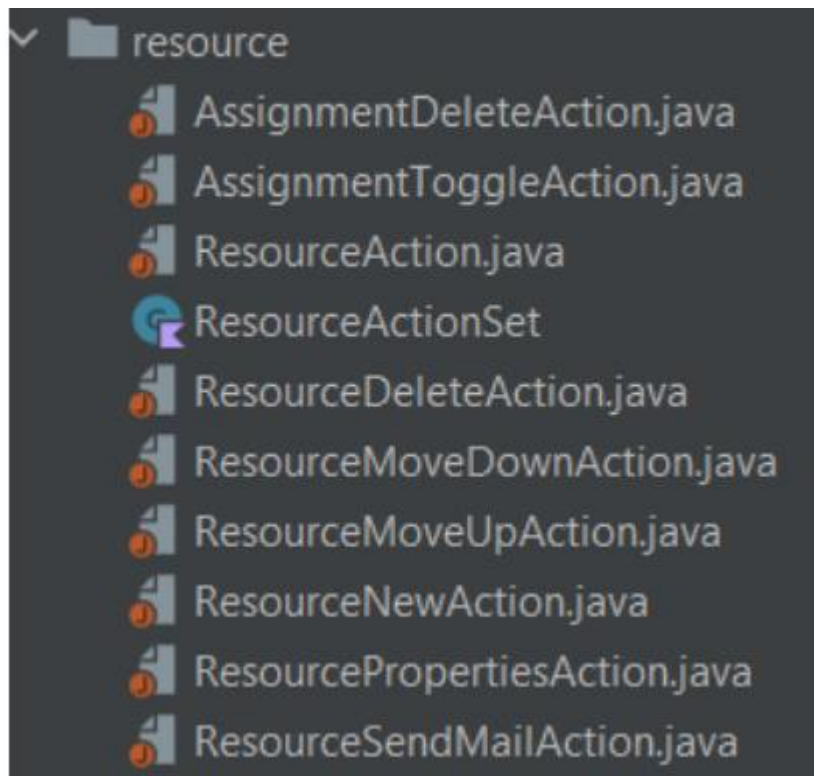 resource
AssignmentDeleteAction.java
AssignmentToggleAction.java
ResourceAction.java
ResourceActionSet
ResourceDeleteAction.java
ResourceMoveDownAction.java
ResourceMoveUpAction.java
ResourceNewAction.java
ResourcePropertiesAction.java
ResourceSendMailAction.java